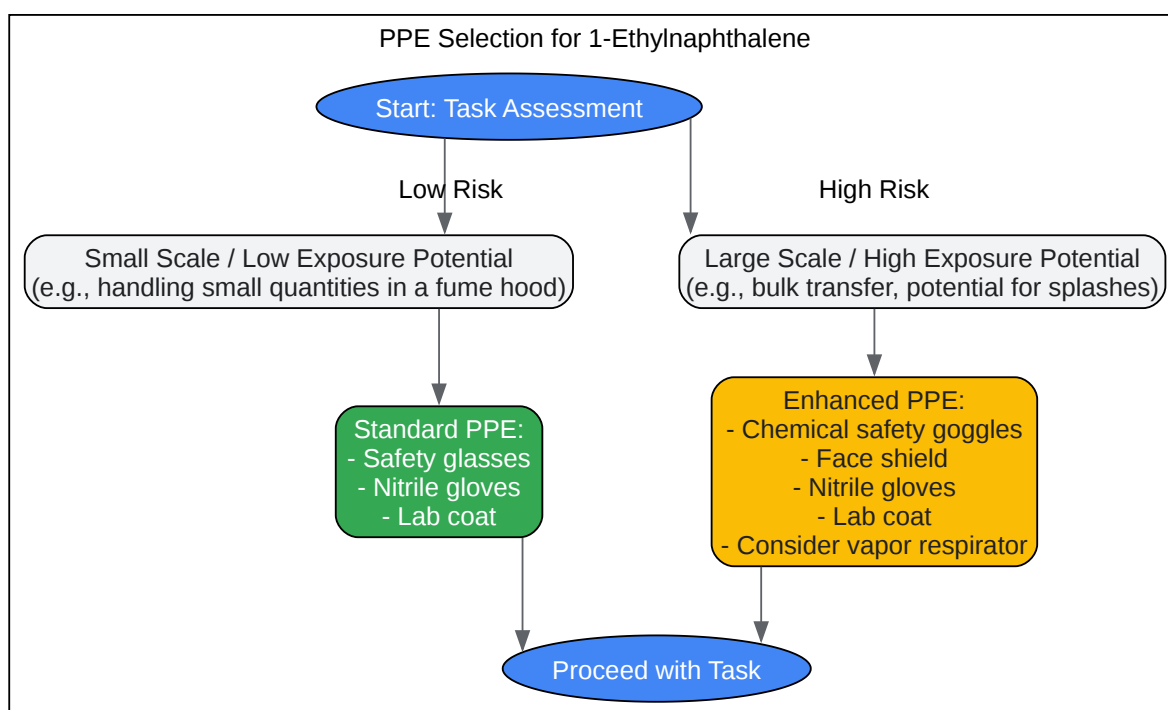 PPE Selection for 1-Ethylnaphthalene
Start: Task Assessment
Low Risk
High Risk
Small Scale / Low Exposure Potential
(e.g., handling small quantities in a fume hood)
Large Scale / High Exposure Potential
(e.g., bulk transfer, potential for splashes)
Standard PPE:
- Safety glasses
- Nitrile gloves
- Lab coat
Enhanced PPE:
- Chemical safety goggles
- Face shield
- Nitrile gloves
- Lab coat
- Consider vapor respirator
Proceed with Task